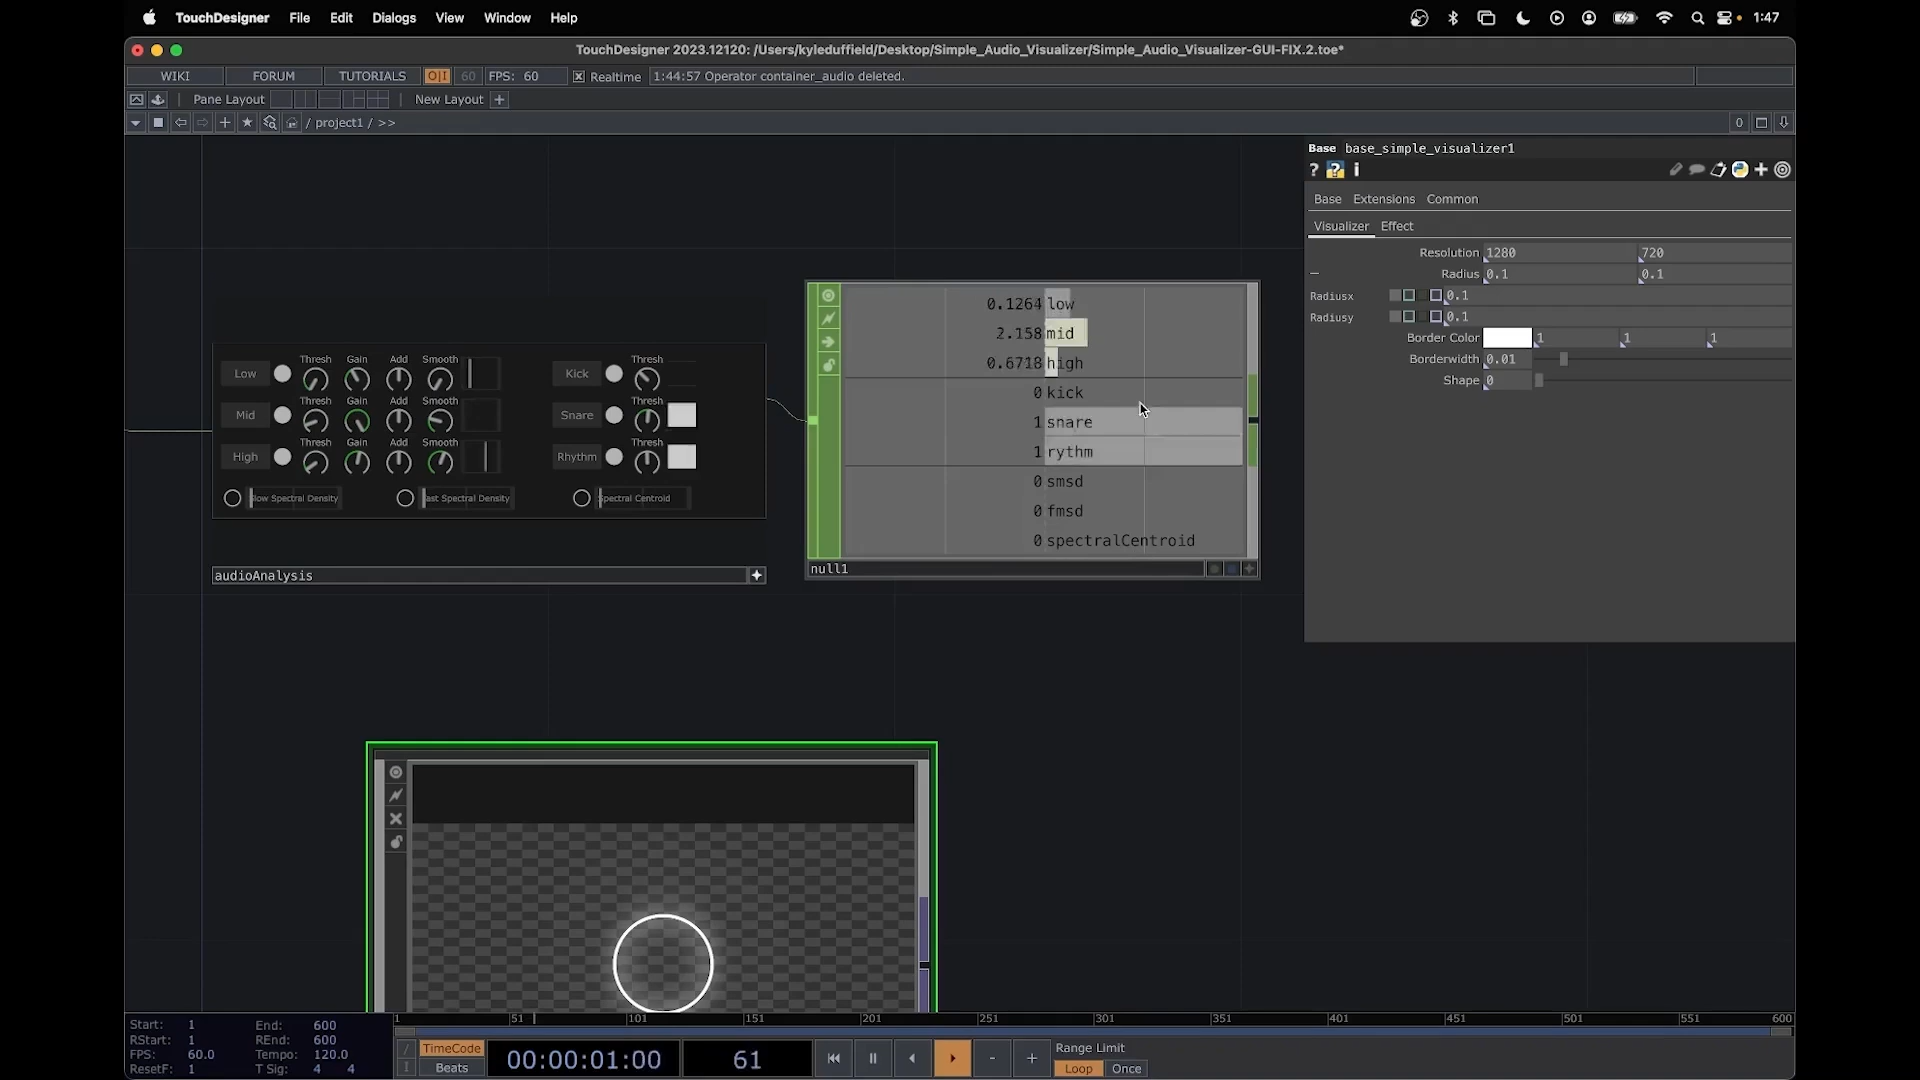 TouchDesigner File Edit Dialogs View Window Help 1:47
TouchDesigner 2023.12120: /Users/kyleduffield/Desktop/Simple_Audio_Visualizer/Simple_Audio_Visualizer-GUI-FIX.2.toe*
WIKI FORUM TUTORIALS O|I 60 FPS: 60 Realtime 1:44:57 Operator container_audio deleted.
Pane Layout New Layout +
/ project1 / >> 0
Base base_simple_visualizer1
? ? i
Base Extensions Common
Visualizer Effect
Resolution 1280 720
Radius 0.1 0.1
Radiusx 0.1
Radiusy 0.1
Border Color 1 1 1
Borderwidth 0.01
Shape 0
Thresh Gain Add Smooth Thresh
Low Kick
Thresh Gain Add Smooth Thresh
Mid Snare
Thresh Gain Add Smooth Thresh
High Rhythm
Slow Spectral Density Fast Spectral Density Spectral Centroid
audioAnalysis
0.1264 low
2.158 mid
0.6718 high
0 kick
1 snare
1 rythm
0 smsd
0 fmsd
0 spectralCentroid
null1
1 51 101 151 201 251 301 351 401 451 501 551 600
Start: 1 End: 600
RStart: 1 REnd: 600
FPS: 60.0 Tempo: 120.0
ResetF: 1 T Sig: 4 4
TimeCode
Beats
00:00:01:00 61
- +
Range Limit
Loop Once